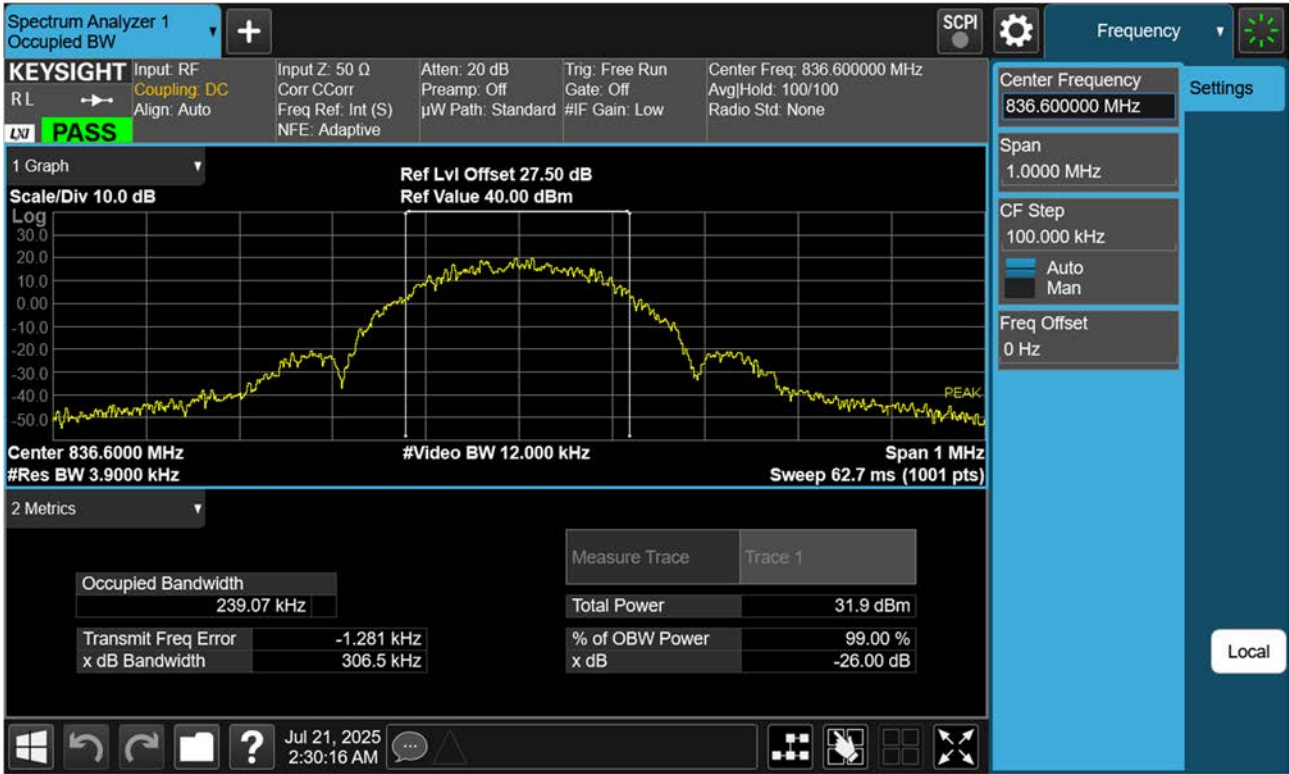 Spectrum Analyzer 1
Occupied BW
+
SCPI
Frequency
KEYSIGHT
RL
LXI
PASS
Input: RF
Coupling: DC
Align: Auto
Input Z: 50 Ω
Corr CCorr
Freq Ref: Int (S)
NFE: Adaptive
Atten: 20 dB
Preamp: Off
µW Path: Standard
Trig: Free Run
Gate: Off
#IF Gain: Low
Center Freq: 836.600000 MHz
Avg|Hold: 100/100
Radio Std: None
Center Frequency
836.600000 MHz
Settings
Span
1.0000 MHz
CF Step
100.000 kHz
Auto
Man
Freq Offset
0 Hz
Local
1 Graph
Ref Lvl Offset 27.50 dB
Scale/Div 10.0 dB
Ref Value 40.00 dBm
Log
30.0
20.0
10.0
0.00
-10.0
-20.0
-30.0
-40.0
-50.0
PEAK
Center 836.6000 MHz
#Video BW 12.000 kHz
Span 1 MHz
#Res BW 3.9000 kHz
Sweep 62.7 ms (1001 pts)
2 Metrics
Measure Trace
Trace 1
Occupied Bandwidth
239.07 kHz
Total Power
31.9 dBm
Transmit Freq Error
-1.281 kHz
% of OBW Power
99.00 %
x dB Bandwidth
306.5 kHz
x dB
-26.00 dB
?
Jul 21, 2025
2:30:16 AM